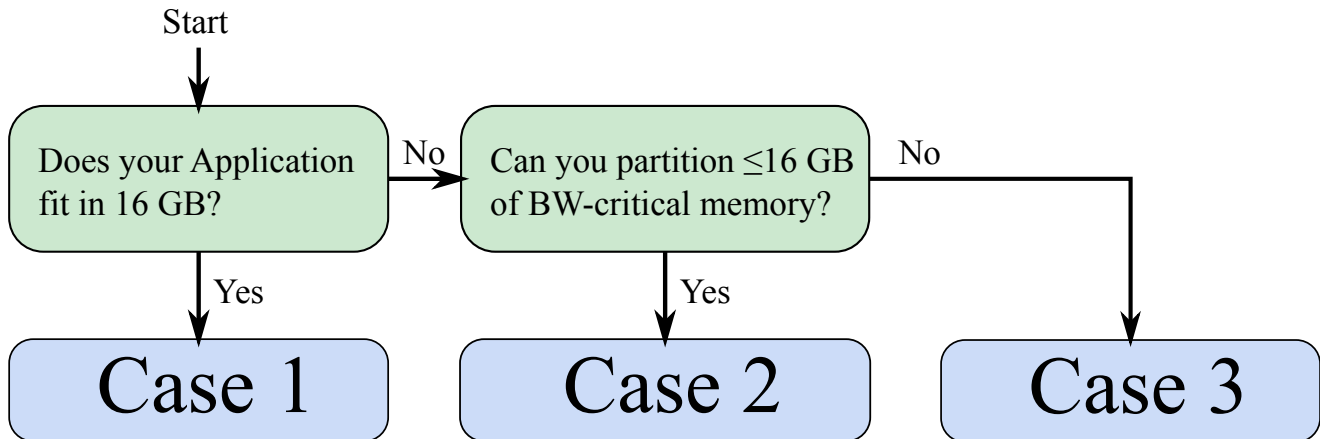 Start
Does your Application
fit in 16 GB?
No
Can you partition ≤16 GB
of BW-critical memory?
No
Yes
Yes
Case 1
Case 2
Case 3